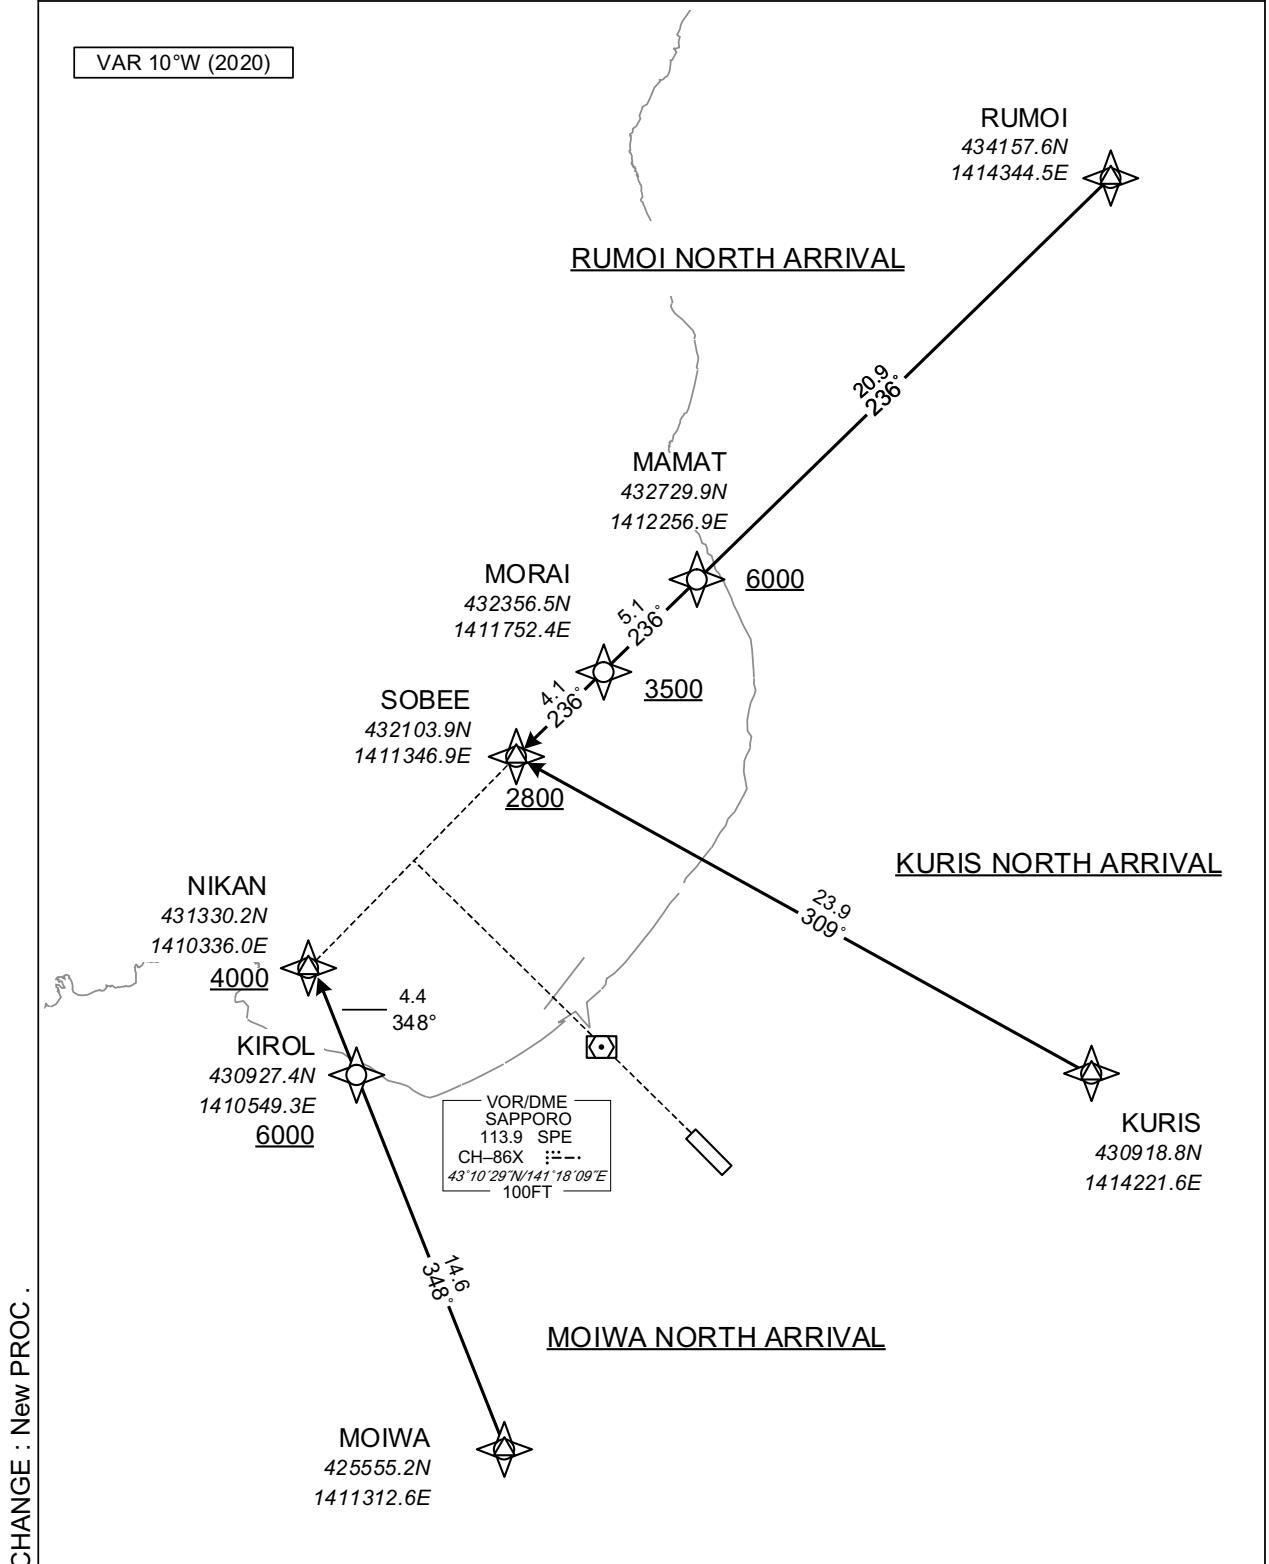 VAR 10°W (2020)
RUMOI
434157.6N
1414344.5E
RUMOI NORTH ARRIVAL
20.9
236°
MAMAT
432729.9N
1412256.9E
6000
5.1
236°
MORAI
432356.5N
1411752.4E
3500
4.1
236°
SOBEE
432103.9N
1411346.9E
2800
KURIS NORTH ARRIVAL
23.9
309°
NIKAN
431330.2N
1410336.0E
4000
4.4
348°
KIROL
430927.4N
1410549.3E
6000
VOR/DME
SAPPORO
113.9 SPE
CH–86X
43°10′29″N/141°18′09″E
100FT
KURIS
430918.8N
1414221.6E
14.6
348°
MOIWA NORTH ARRIVAL
MOIWA
425555.2N
1411312.6E
CHANGE : New PROC .